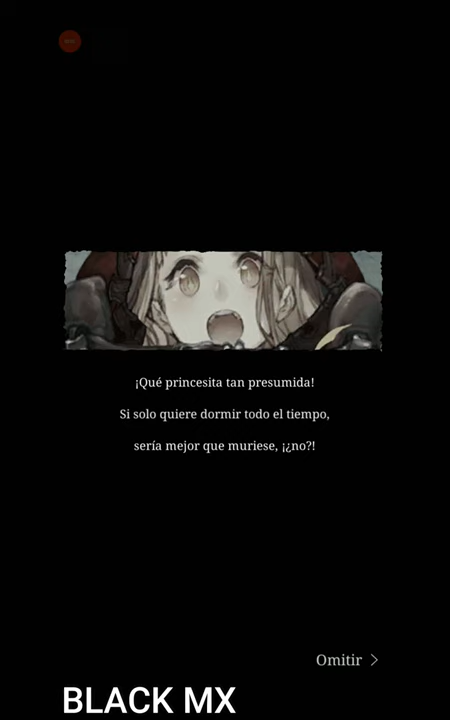 ¡Qué princesita tan presumida!
Si solo quiere dormir todo el tiempo,
sería mejor que muriese, ¡¿no?!
Omitir
BLACK MX